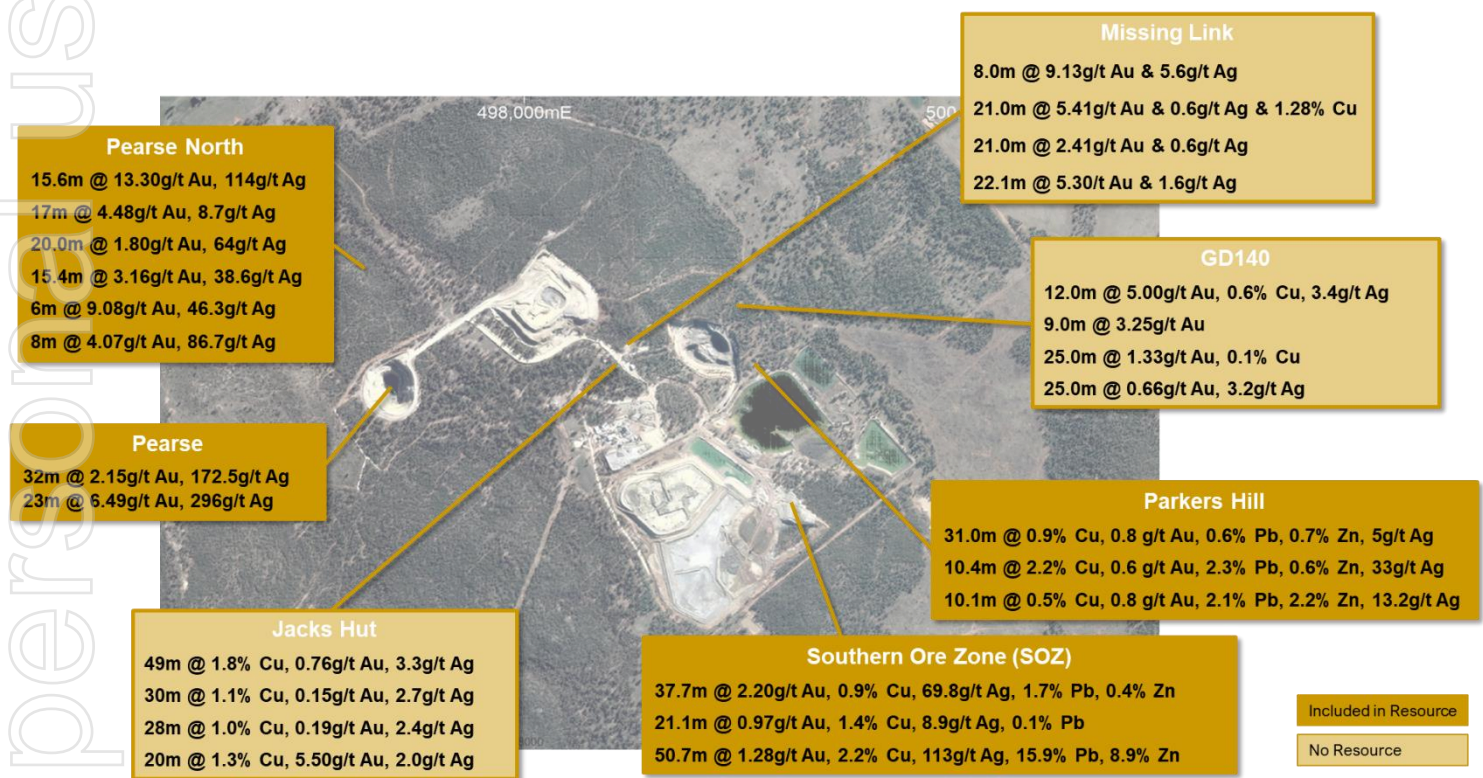 personal us
498,000mE
500
Missing Link
8.0m @ 9.13g/t Au & 5.6g/t Ag
21.0m @ 5.41g/t Au & 0.6g/t Ag & 1.28% Cu
21.0m @ 2.41g/t Au & 0.6g/t Ag
22.1m @ 5.30/t Au & 1.6g/t Ag
Pearse North
15.6m @ 13.30g/t Au, 114g/t Ag
17m @ 4.48g/t Au, 8.7g/t Ag
20.0m @ 1.80g/t Au, 64g/t Ag
15.4m @ 3.16g/t Au, 38.6g/t Ag
6m @ 9.08g/t Au, 46.3g/t Ag
8m @ 4.07g/t Au, 86.7g/t Ag
GD140
12.0m @ 5.00g/t Au, 0.6% Cu, 3.4g/t Ag
9.0m @ 3.25g/t Au
25.0m @ 1.33g/t Au, 0.1% Cu
25.0m @ 0.66g/t Au, 3.2g/t Ag
Pearse
32m @ 2.15g/t Au, 172.5g/t Ag
23m @ 6.49g/t Au, 296g/t Ag
Parkers Hill
31.0m @ 0.9% Cu, 0.8 g/t Au, 0.6% Pb, 0.7% Zn, 5g/t Ag
10.4m @ 2.2% Cu, 0.6 g/t Au, 2.3% Pb, 0.6% Zn, 33g/t Ag
10.1m @ 0.5% Cu, 0.8 g/t Au, 2.1% Pb, 2.2% Zn, 13.2g/t Ag
Jacks Hut
49m @ 1.8% Cu, 0.76g/t Au, 3.3g/t Ag
30m @ 1.1% Cu, 0.15g/t Au, 2.7g/t Ag
28m @ 1.0% Cu, 0.19g/t Au, 2.4g/t Ag
20m @ 1.3% Cu, 5.50g/t Au, 2.0g/t Ag
Southern Ore Zone (SOZ)
37.7m @ 2.20g/t Au, 0.9% Cu, 69.8g/t Ag, 1.7% Pb, 0.4% Zn
21.1m @ 0.97g/t Au, 1.4% Cu, 8.9g/t Ag, 0.1% Pb
50.7m @ 1.28g/t Au, 2.2% Cu, 113g/t Ag, 15.9% Pb, 8.9% Zn
Included in Resource
No Resource